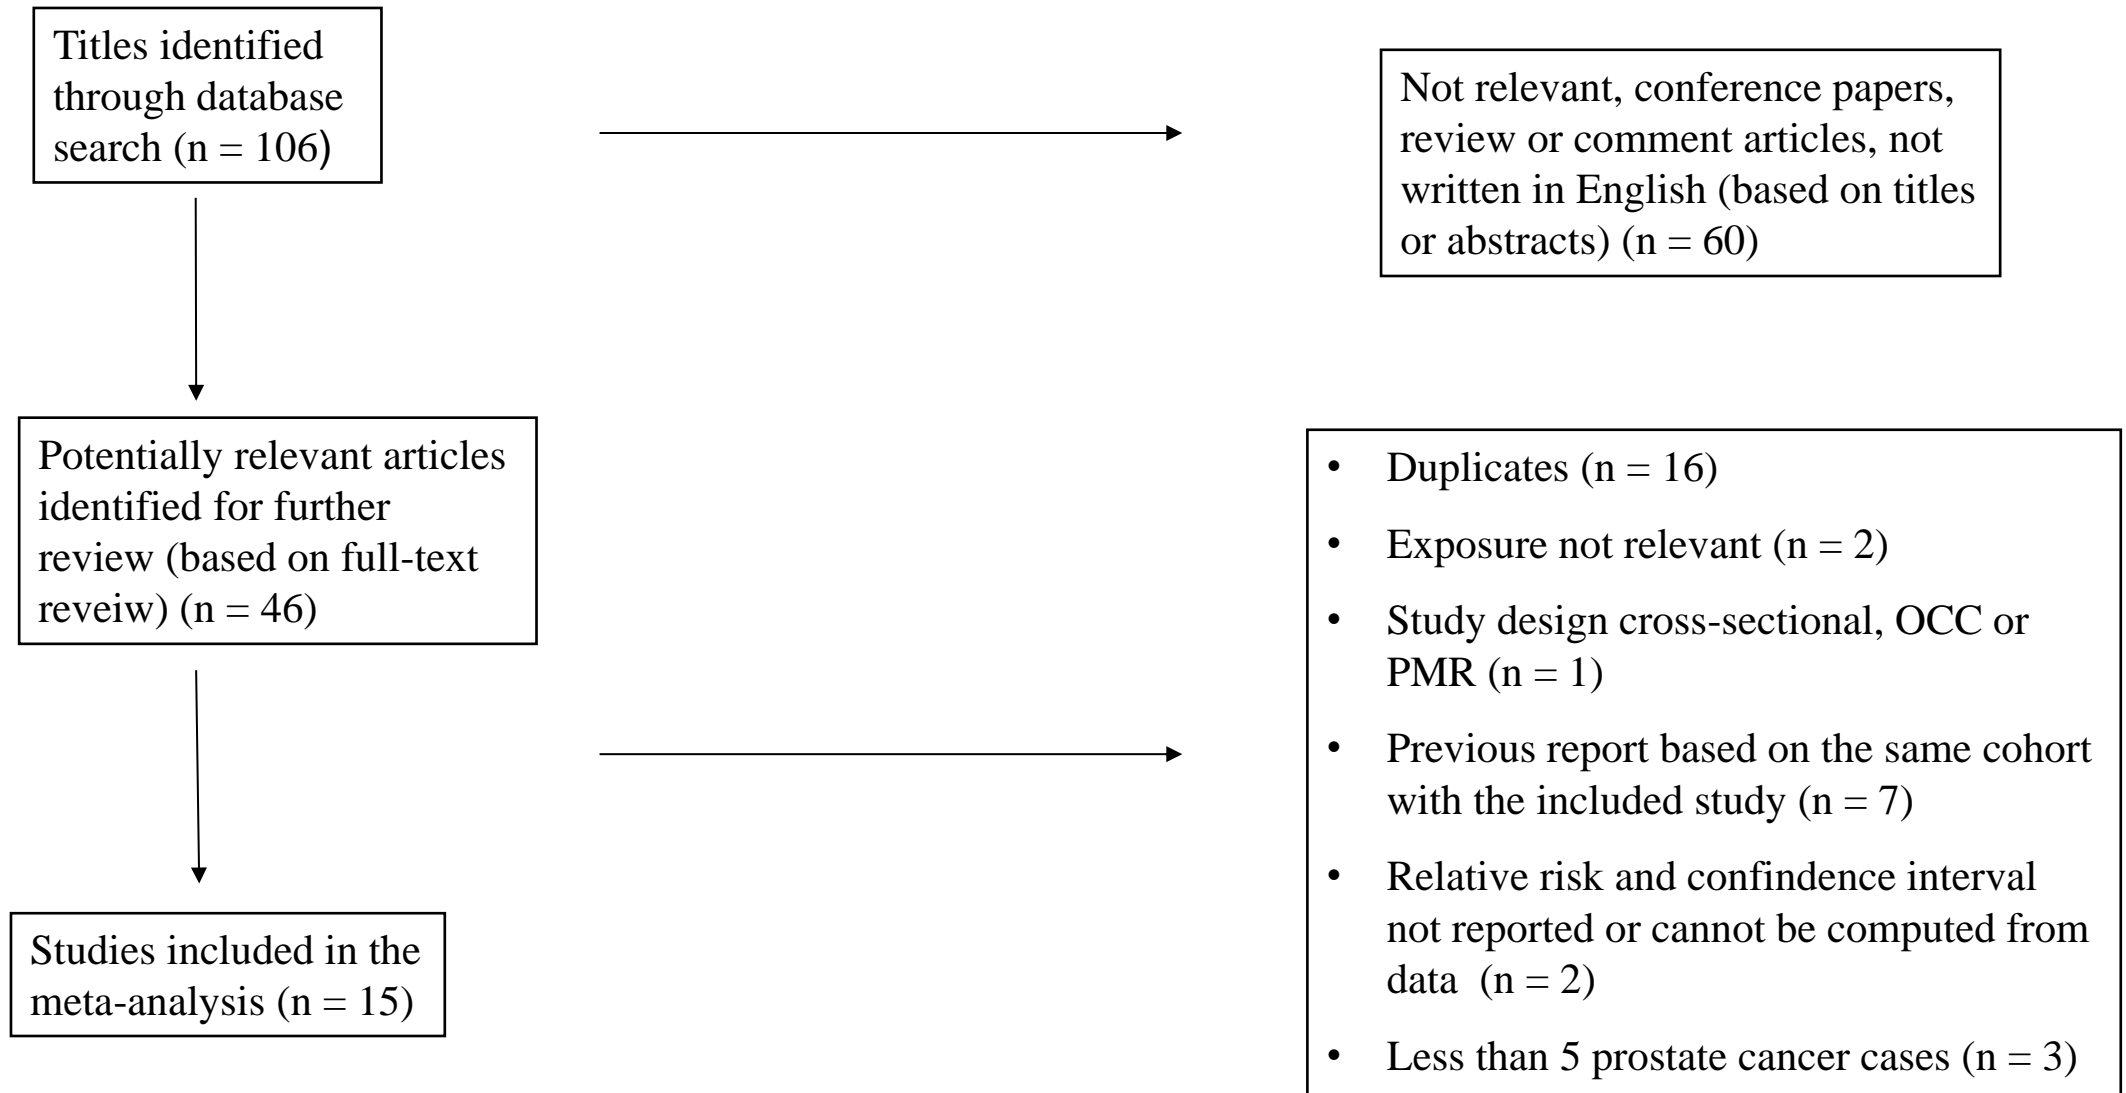 Titles identified
through database
search (n = 106)
Not relevant, conference papers,
review or comment articles, not
written in English (based on titles
or abstracts) (n = 60)
Potentially relevant articles
identified for further
review (based on full-text
reveiw) (n = 46)
• Duplicates (n = 16)
• Exposure not relevant (n = 2)
• Study design cross-sectional, OCC or
PMR (n = 1)
• Previous report based on the same cohort
with the included study (n = 7)
• Relative risk and confindence interval
not reported or cannot be computed from
data (n = 2)
• Less than 5 prostate cancer cases (n = 3)
Studies included in the
meta-analysis (n = 15)